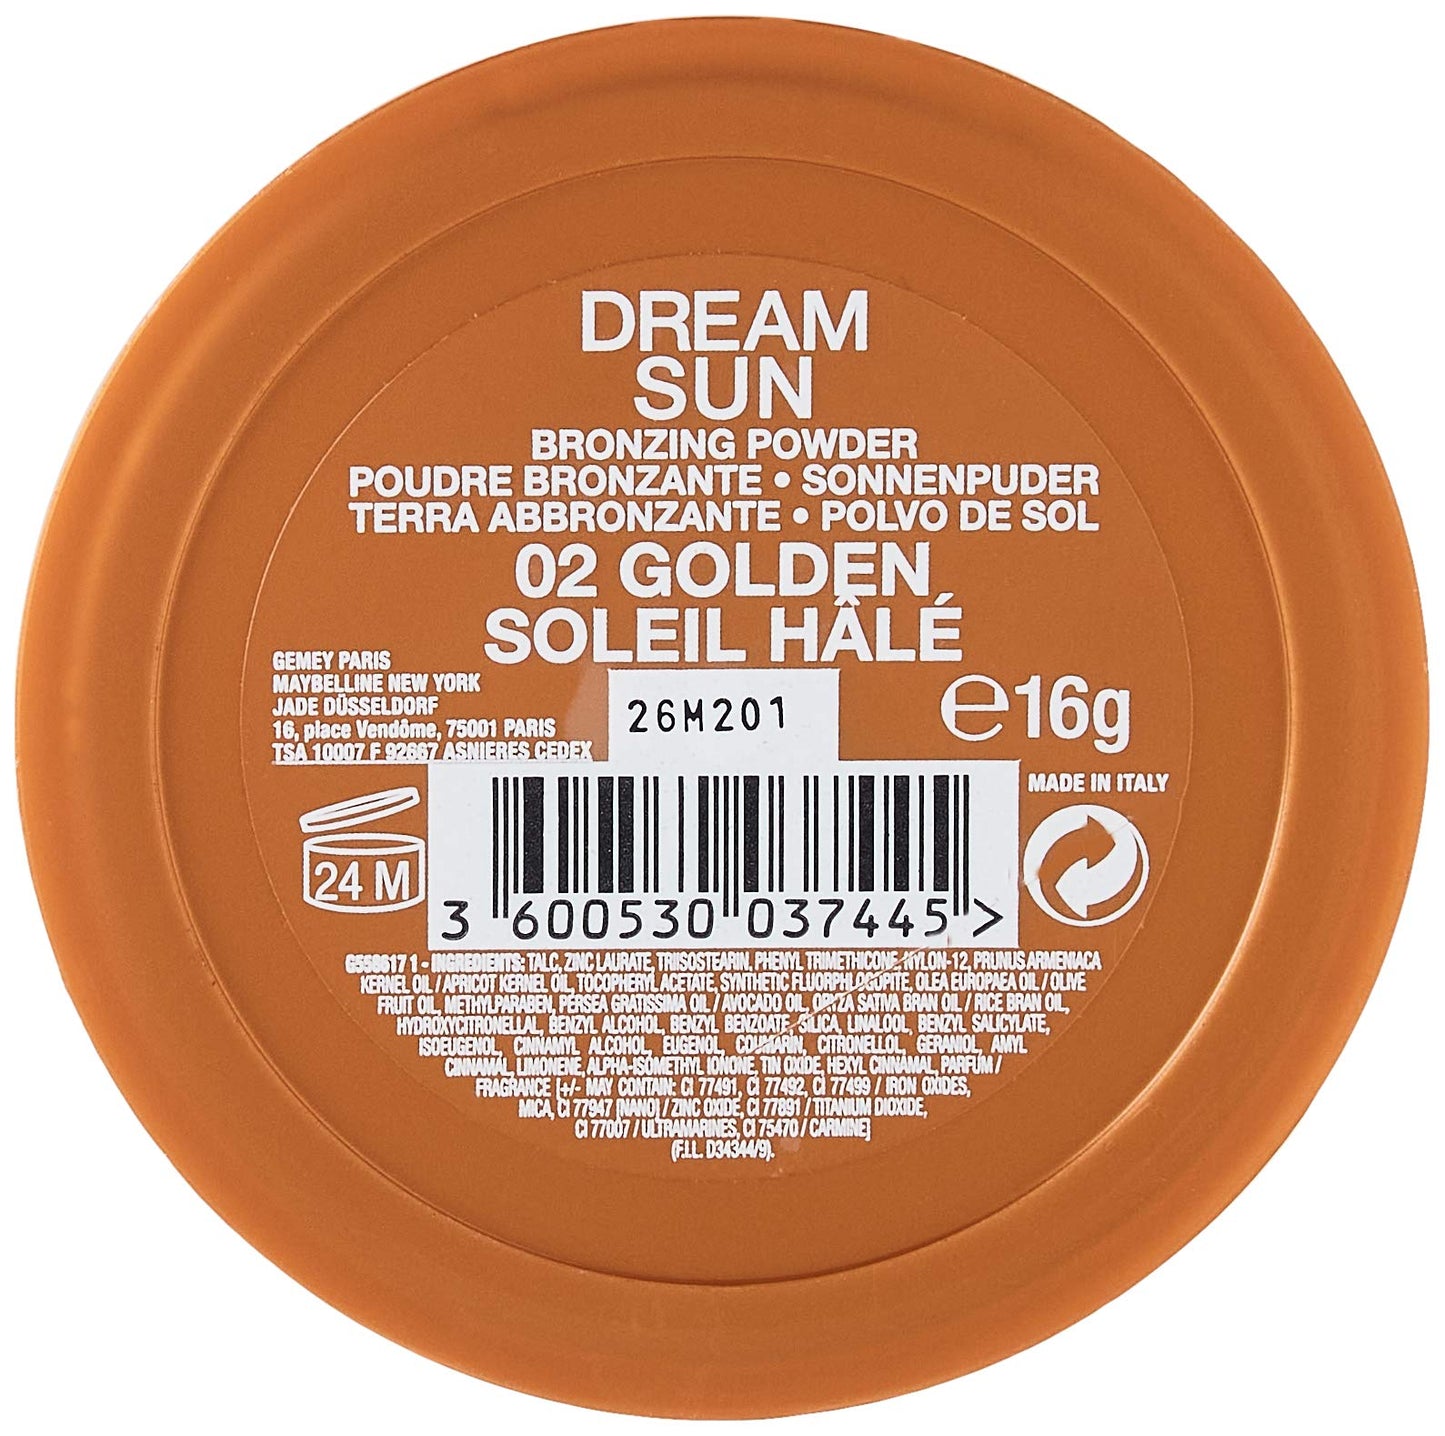 DREAM
SUN
BRONZING POWDER
POUDRE BRONZANTE • SONNENPUDER
TERRA ABBRONZANTE • POLVO DE SOL
02 GOLDEN
SOLEIL HÂLÉ
GEMEY PARIS
MAYBELLINE NEW YORK
JADE DÜSSELDORF
16, place Vendôme, 75001 PARIS
TSA 10007 F 92667 ASNIERES CEDEX
26M201
e16g
MADE IN ITALY
24 M
3 600530 037445 >
G558617 1 - INGREDIENTS: TALC, ZINC LAURATE, TRIISOSTEARIN, PHENYL TRIMETHICONE, NYLON-12, PRUNUS ARMENIACA
KERNEL OIL / APRICOT KERNEL OIL, TOCOPHERYL ACETATE, SYNTHETIC FLUORPHLOGOPITE, OLEA EUROPAEA OIL / OLIVE
FRUIT OIL, METHYLPARABEN, PERSEA GRATISSIMA OIL / AVOCADO OIL, ORYZA SATIVA BRAN OIL / RICE BRAN OIL,
HYDROXYCITRONELLAL, BENZYL ALCOHOL, BENZYL BENZOATE, SILICA, LINALOOL, BENZYL SALICYLATE,
ISOEUGENOL, CINNAMYL ALCOHOL, EUGENOL, COUMARIN, CITRONELLOL, GERANIOL, AMYL
CINNAMAL, LIMONENE, ALPHA-ISOMETHYL IONONE, TIN OXIDE, HEXYL CINNAMAL, PARFUM /
FRAGRANCE [+/- MAY CONTAIN: CI 77491, CI 77492, CI 77499 / IRON OXIDES,
MICA, CI 77947 [NANO] / ZINC OXIDE, CI 77891 / TITANIUM DIOXIDE,
CI 77007 / ULTRAMARINES, CI 75470 / CARMINE]
(F.I.L. D34344/9).